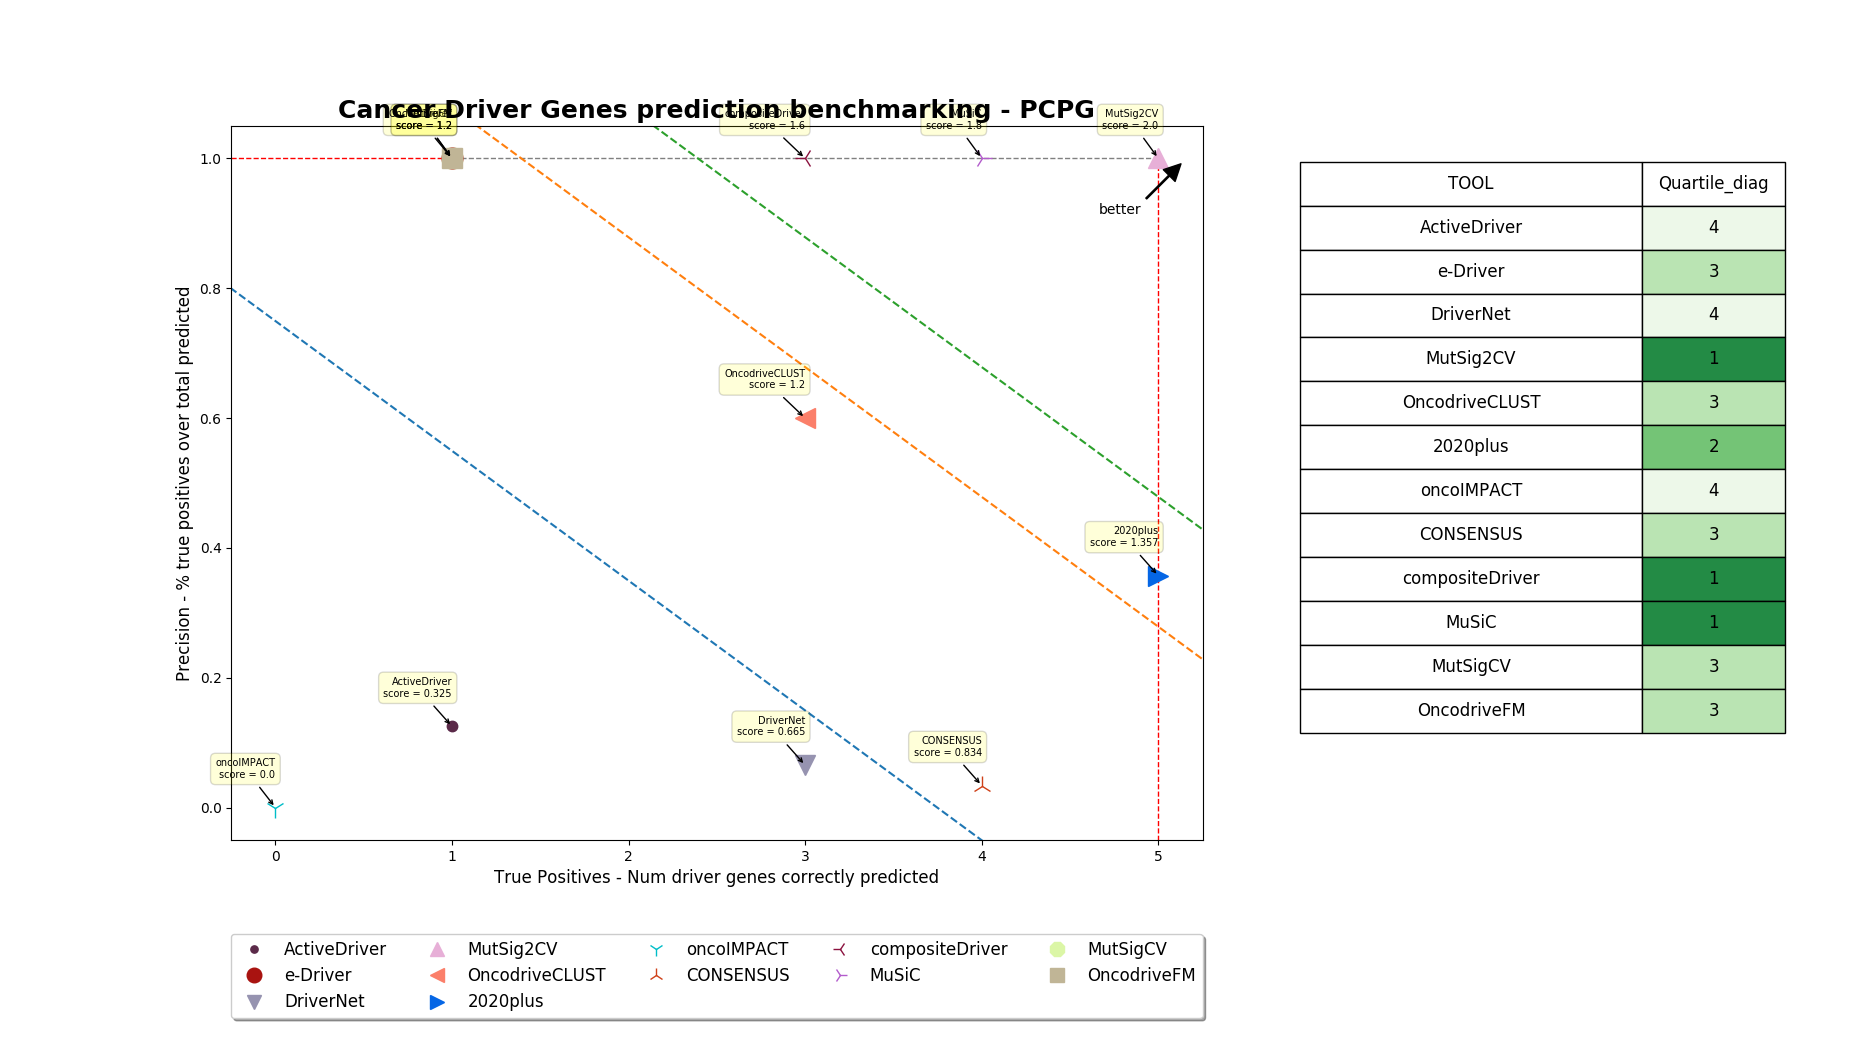 Cancer Driver Genes prediction benchmarking - PCPG
score = 1.2
compositeDriver
score = 1.6
MuSiC
score = 1.8
MutSig2CV
score = 2.0
better
OncodriveCLUST
score = 1.2
2020plus
score = 1.357
ActiveDriver
score = 0.325
DriverNet
score = 0.665
CONSENSUS
score = 0.834
oncoIMPACT
score = 0.0
Precision - % true positives over total predicted
1.0
0.8
0.6
0.4
0.2
0.0
0 1 2 3 4 5
True Positives - Num driver genes correctly predicted
ActiveDriver MutSig2CV oncoIMPACT compositeDriver MutSigCV
e-Driver OncodriveCLUST CONSENSUS MuSiC OncodriveFM
DriverNet 2020plus
TOOL Quartile_diag
ActiveDriver 4
e-Driver 3
DriverNet 4
MutSig2CV 1
OncodriveCLUST 3
2020plus 2
oncoIMPACT 4
CONSENSUS 3
compositeDriver 1
MuSiC 1
MutSigCV 3
OncodriveFM 3